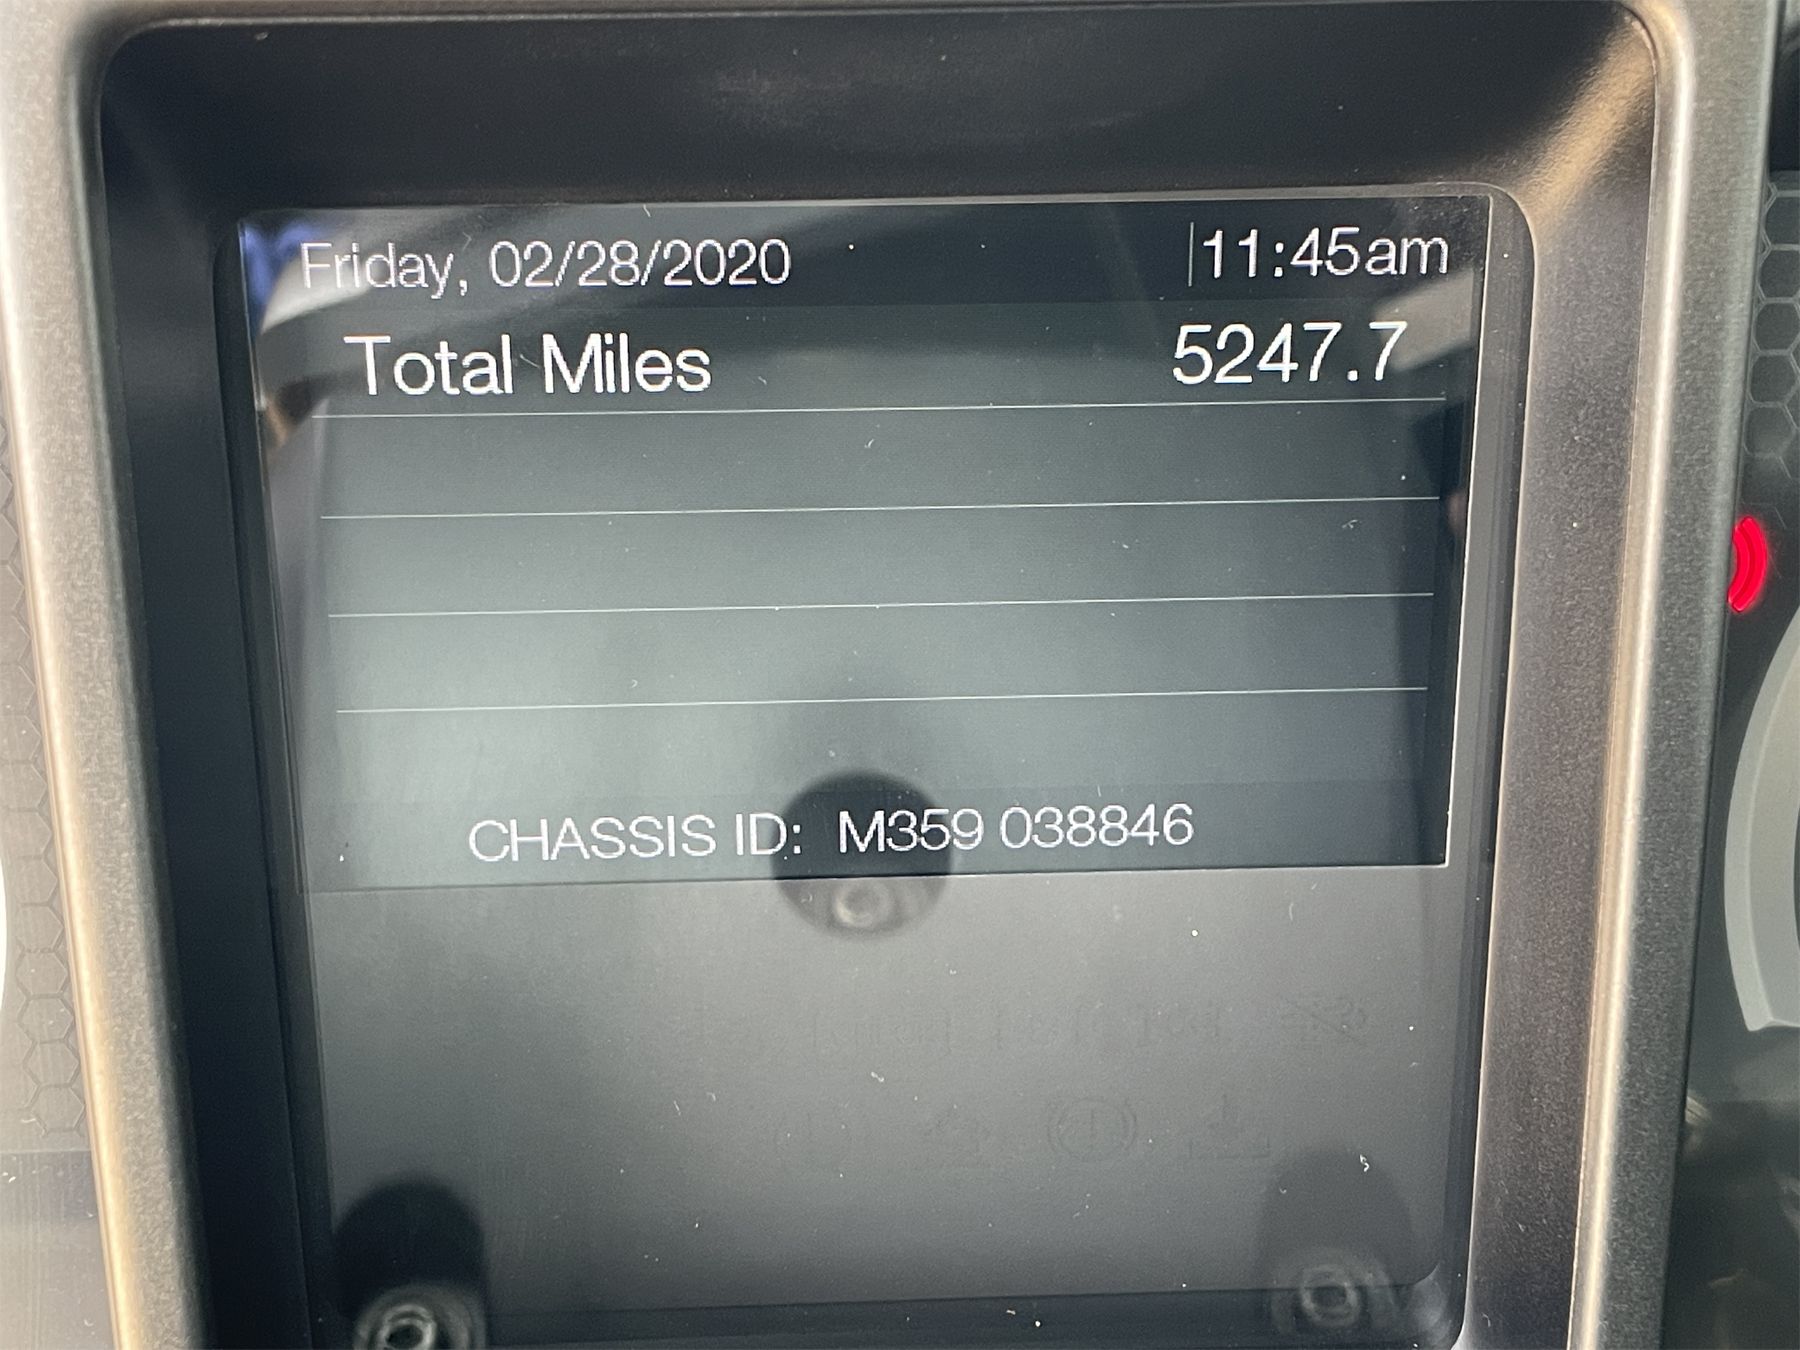 Friday, 02/28/2020 11:45am
Total Miles 5247.7
CHASSIS ID: M359 038846